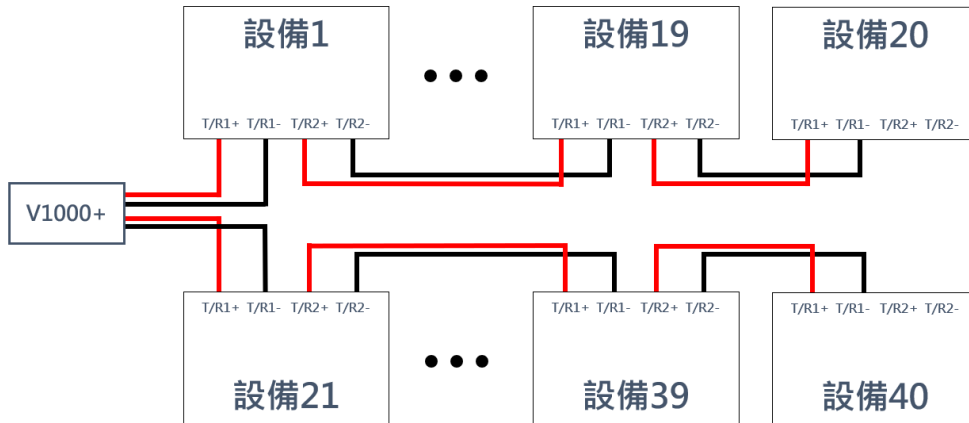 設備1
設備19
設備20
T/R1+ T/R1- T/R2+ T/R2-
T/R1+ T/R1- T/R2+ T/R2-
T/R1+ T/R1- T/R2+ T/R2-
V1000+
T/R1+ T/R1- T/R2+ T/R2-
T/R1+ T/R1- T/R2+ T/R2-
T/R1+ T/R1- T/R2+ T/R2-
設備21
設備39
設備40